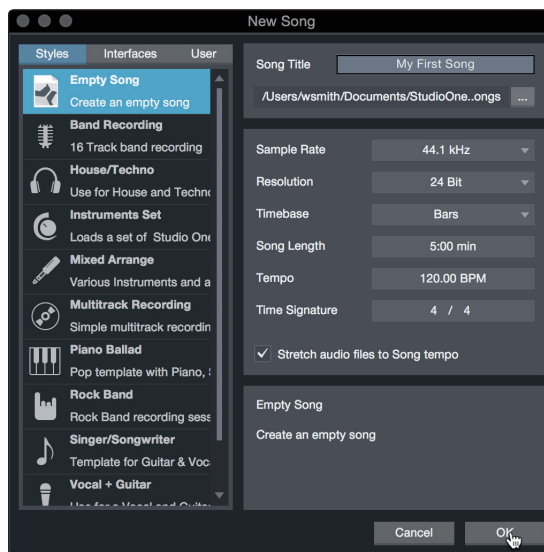 New Song
Styles Interfaces User
Empty Song
Create an empty song
Band Recording
16 Track band recording
House/Techno
Use for House and Techno
Instruments Set
Loads a set of Studio One
Mixed Arrange
Various Instruments and a
Multitrack Recording
Simple multitrack recordin
Piano Ballad
Pop template with Piano,
Rock Band
Rock Band recording sess
Singer/Songwriter
Template for Guitar & Voc
Vocal + Guitar
Song Title My First Song
/Users/wsmith/Documents/StudioOne..ongs ...
Sample Rate 44.1 kHz
Resolution 24 Bit
Timebase Bars
Song Length 5:00 min
Tempo 120.00 BPM
Time Signature 4 / 4
Stretch audio files to Song tempo
Empty Song
Create an empty song
Cancel OK